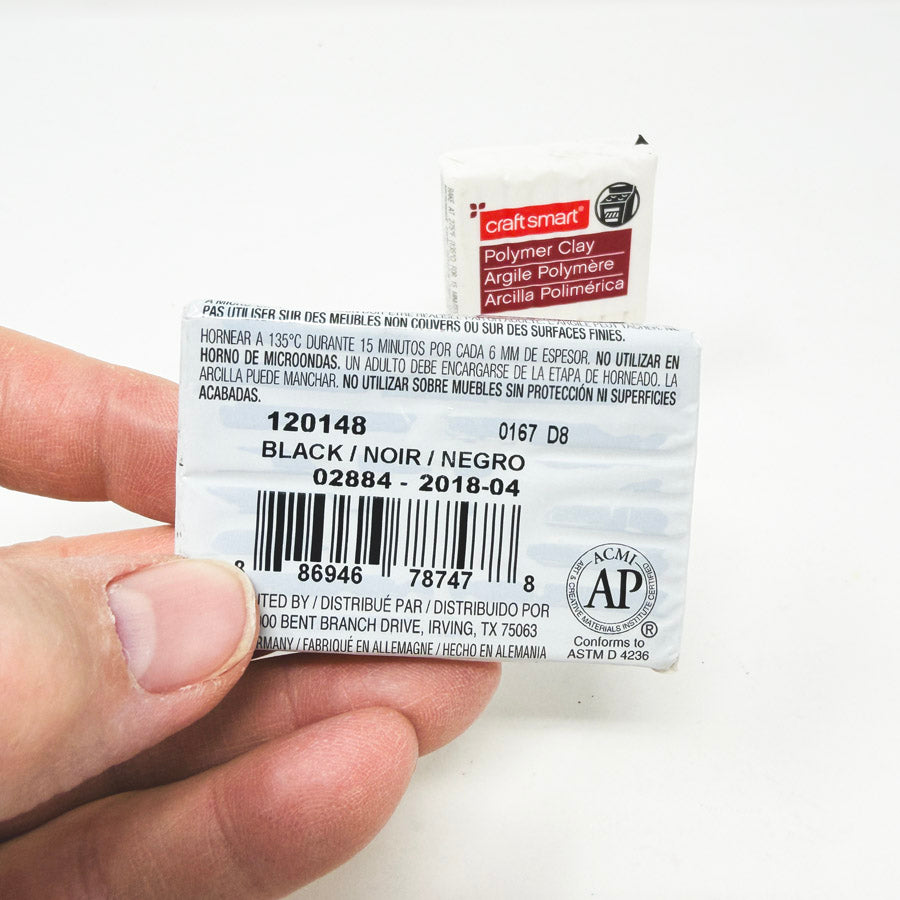 craft smart®
Polymer Clay
Argile Polymère
Arcilla Polimérica
PAS UTILISER SUR DES MEUBLES NON COUVERS OU SUR DES SURFACES FINIES.
HORNEAR A 135°C DURANTE 15 MINUTOS POR CADA 6 MM DE ESPESOR. NO UTILIZAR EN
HORNO DE MICROONDAS. UN ADULTO DEBE ENCARGARSE DE LA ETAPA DE HORNEADO. LA
ARCILLA PUEDE MANCHAR. NO UTILIZAR SOBRE MUEBLES SIN PROTECCIÓN NI SUPERFICIES
ACABADAS.
120148 0167 D8
BLACK / NOIR / NEGRO
02884 - 2018-04
8 86946 78747 8
ACMI
AP
ART & CREATIVE MATERIALS INSTITUTE CERTIFIED
®
Conforms to
ASTM D 4236
TED BY / DISTRIBUÉ PAR / DISTRIBUIDO POR
00 BENT BRANCH DRIVE, IRVING, TX 75063
RMANY / FABRIQUÉ EN ALLEMAGNE / HECHO EN ALEMANIA